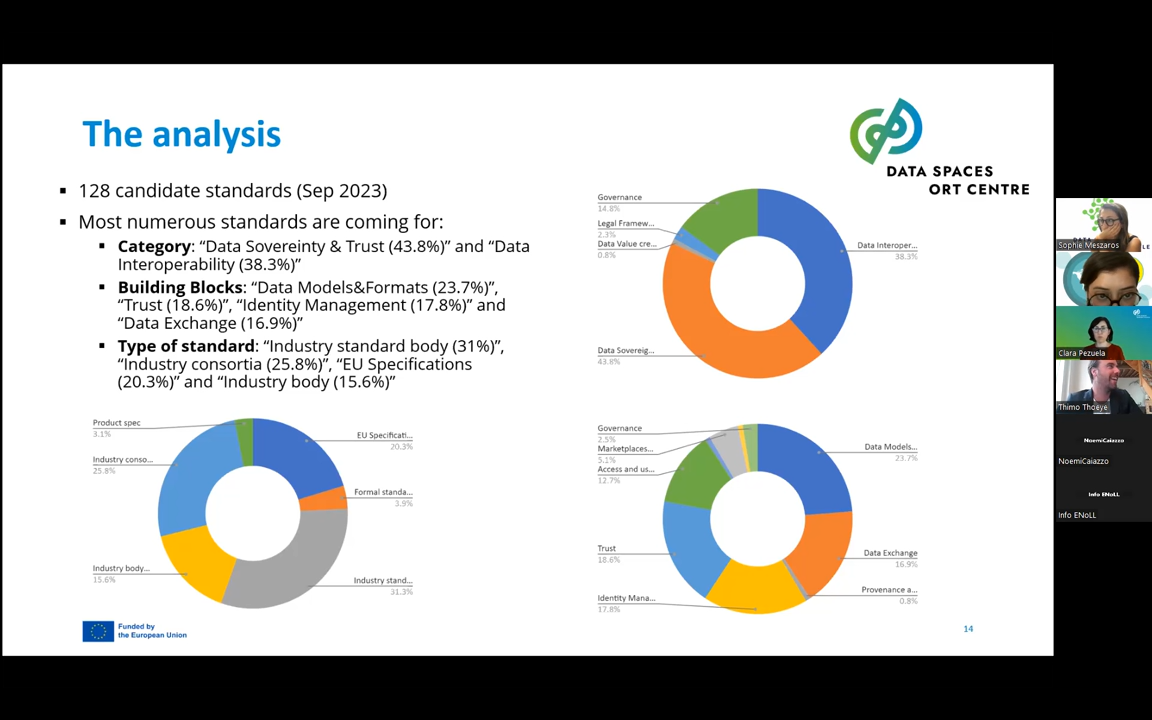 The analysis
DATA SPACES
ORT CENTRE
▪ 128 candidate standards (Sep 2023)
▪ Most numerous standards are coming for:
▪ Category: “Data Sovereinty & Trust (43.8%)” and “Data
Interoperability (38.3%)”
▪ Building Blocks: “Data Models&Formats (23.7%)”,
“Trust (18.6%)”, “Identity Management (17.8%)” and
“Data Exchange (16.9%)”
▪ Type of standard: “Industry standard body (31%)”,
“Industry consortia (25.8%)”, “EU Specifications
(20.3%)” and “Industry body (15.6%)”
Governance
14.8%
Legal Framew...
2.3%
Data Value cre...
0.8%
Data Sovereig...
43.8%
Data Interoper...
38.3%
Product spec
3.1%
Industry conso...
25.8%
Industry body...
15.6%
EU Specificati...
20.3%
Formal standa...
3.9%
Industry stand...
31.3%
Governance
2.5%
Marketplaces...
5.1%
Access and us...
12.7%
Trust
18.6%
Identity Mana...
17.8%
Data Models...
23.7%
Data Exchange
16.9%
Provenance a...
0.8%
Funded by
the European Union
14
Sophie Meszaros
Clara Pezuela
Thimo Thoeye
NoemiCaiazzo
NoemiCaiazzo
Info ENoLL
Info ENoLL